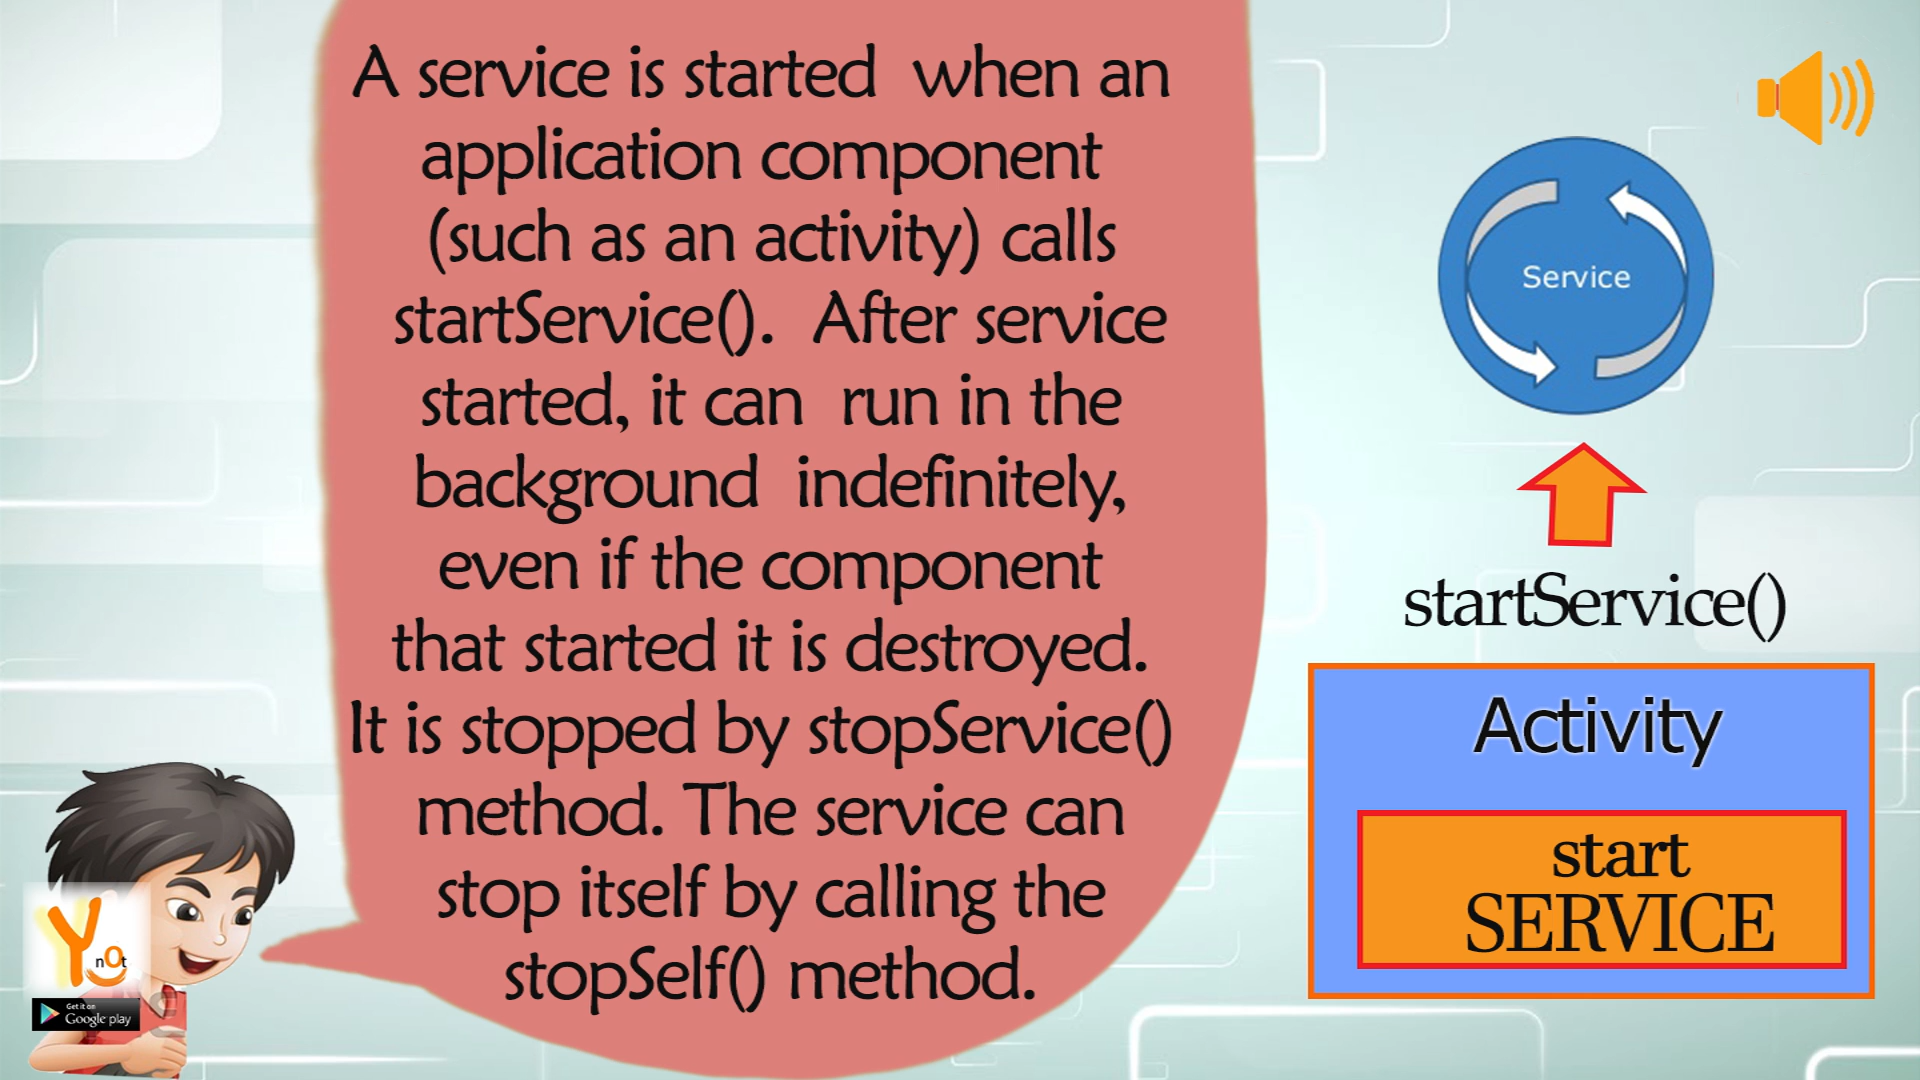 A service is started  when an
application component
(such as an activity) calls
startService().  After service
started, it can  run in the
background  indefinitely,
even if the component
that started it is destroyed.
It is stopped by stopService()
method. The service can
stop itself by calling the
stopSelf() method.
Service
startService()
Activity
start
SERVICE
Y nOt
Get it on
Google play